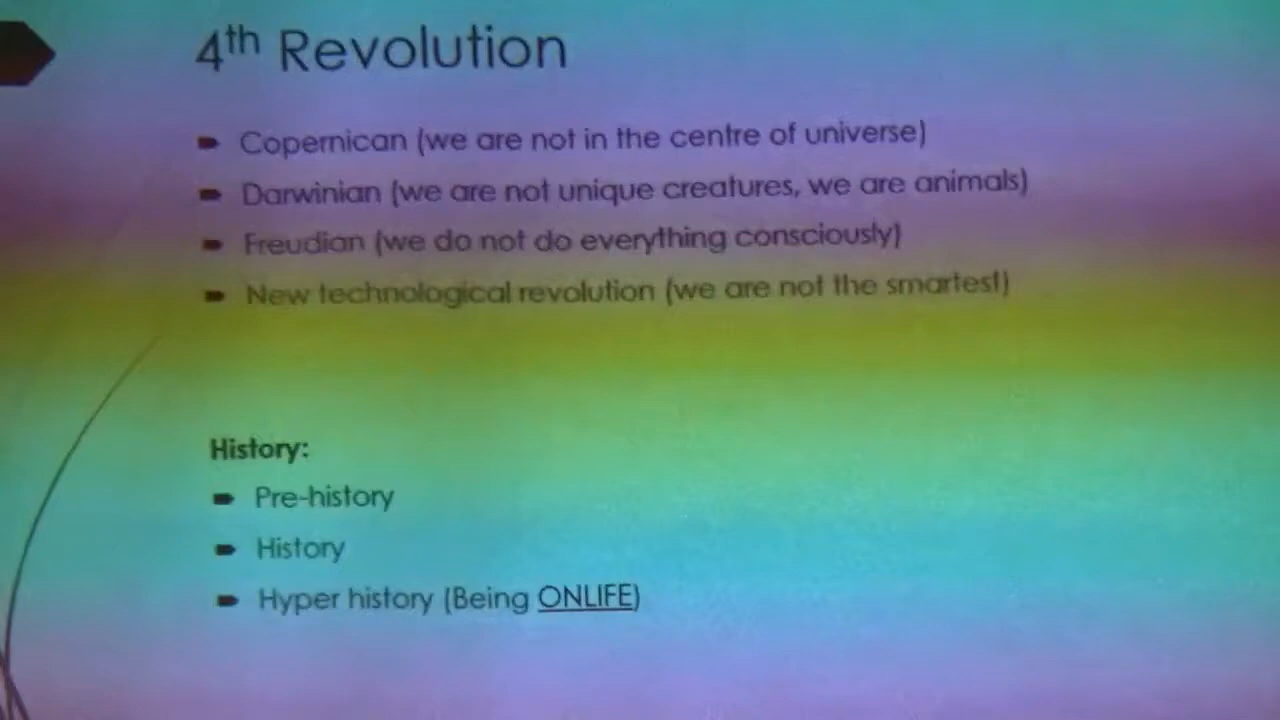 4th Revolution
Copernican (we are not in the centre of universe)
Darwinian (we are not unique creatures, we are animals)
Freudian (we do not do everything consciously)
New technological revolution (we are not the smartest)
History:
Pre-history
History
Hyper history (Being ONLIFE)